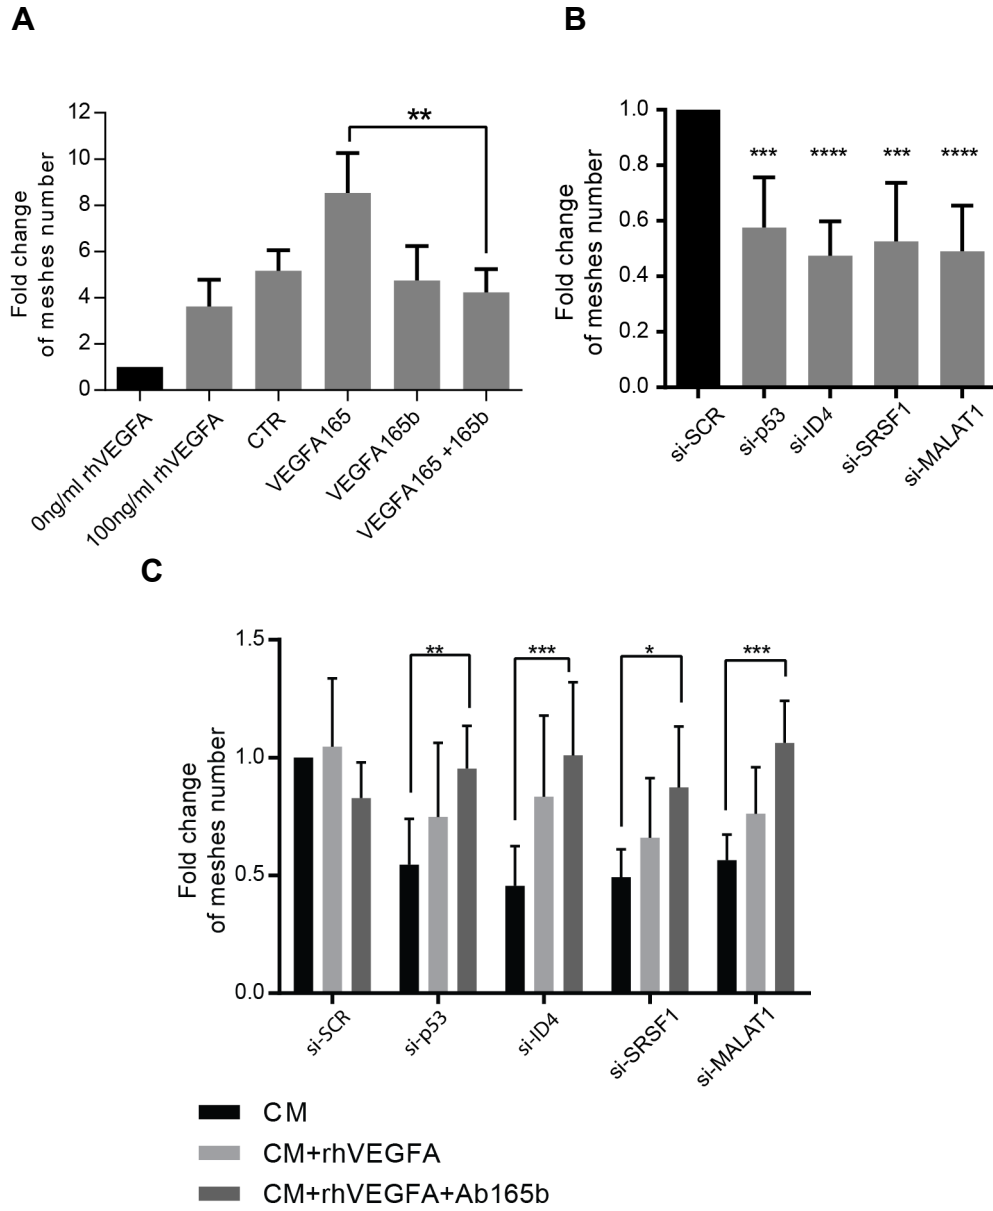 A
B
12
10
8
6
4
2
0
Fold change
of meshes number
**
0ng/ml rhVEGFA
100ng/ml rhVEGFA
CTR
VEGFA165
VEGFA165b
VEGFA165 +165b
1.0
0.8
0.6
0.4
0.2
0.0
Fold change
of meshes number
***
****
***
****
si-SCR
si-p53
si-ID4
si-SRSF1
si-MALAT1
C
1.5
1.0
0.5
0.0
Fold change
of meshes number
**
***
*
***
si-SCR
si-p53
si-ID4
si-SRSF1
si-MALAT1
CM
CM+rhVEGFA
CM+rhVEGFA+Ab165b